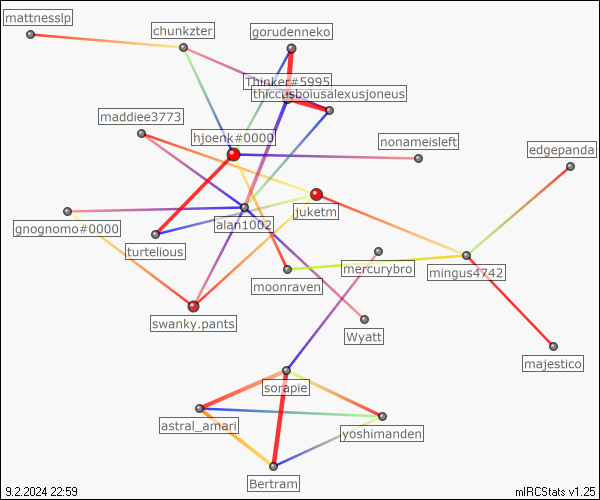 mattnesslp
chunkzter
gorudenneko
Thinker#5995
thiccusboiusalexusjoneus
maddiee3773
hjoenk#0000
nonameisleft
edgepanda
juketm
gnognomo#0000
alan1002
turtelious
mercurybro
mingus4742
moonraven
swanky.pants
Wyatt
majestico
sorapie
astral_amari
yoshimanden
Bertram
9.2.2024 22:59
mIRCStats v1.25